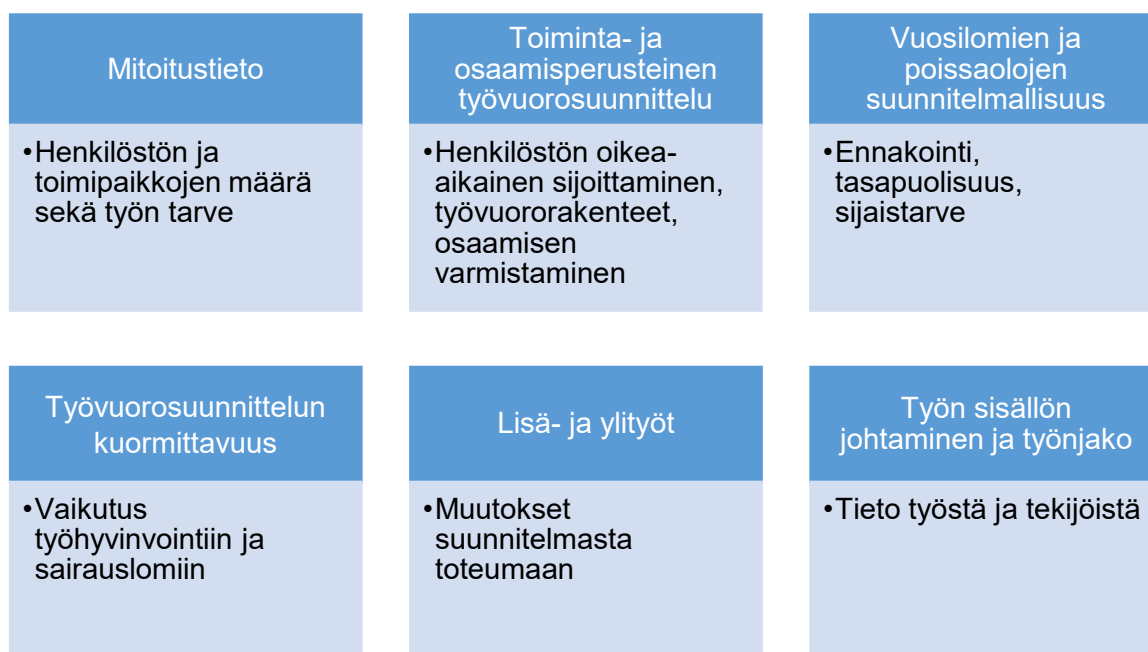 Mitoitustieto
•Henkilöstön ja
toimipaikkojen määrä
sekä työn tarve
Toiminta- ja
osaamisperusteinen
työvuorosuunnittelu
•Henkilöstön oikea-
aikainen sijoittaminen,
työvuororakenteet,
osaamisen
varmistaminen
Vuosilomien ja
poissaolojen
suunnitelmallisuus
•Ennakointi,
tasapuolisuus,
sijaistarve
Työvuorosuunnittelun
kuormittavuus
•Vaikutus
työhyvinvointiin ja
sairauslomiin
Lisä- ja ylityöt
•Muutokset
suunnitelmasta
toteumaan
Työn sisällön
johtaminen ja työnjako
•Tieto työstä ja tekijöistä